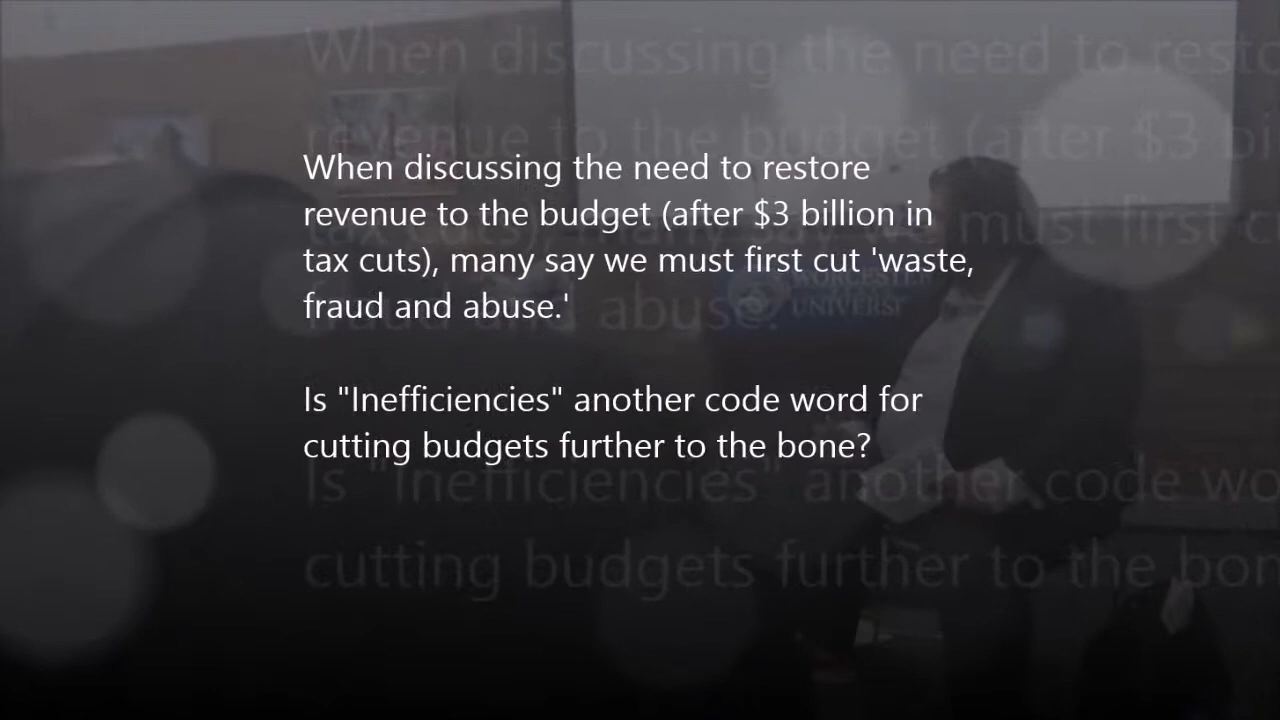 When discussing the need to restore
revenue to the budget (after $3 billion in
tax cuts), many say we must first cut 'waste,
fraud and abuse.'
Is "Inefficiencies" another code word for
cutting budgets further to the bone?
WORCESTER